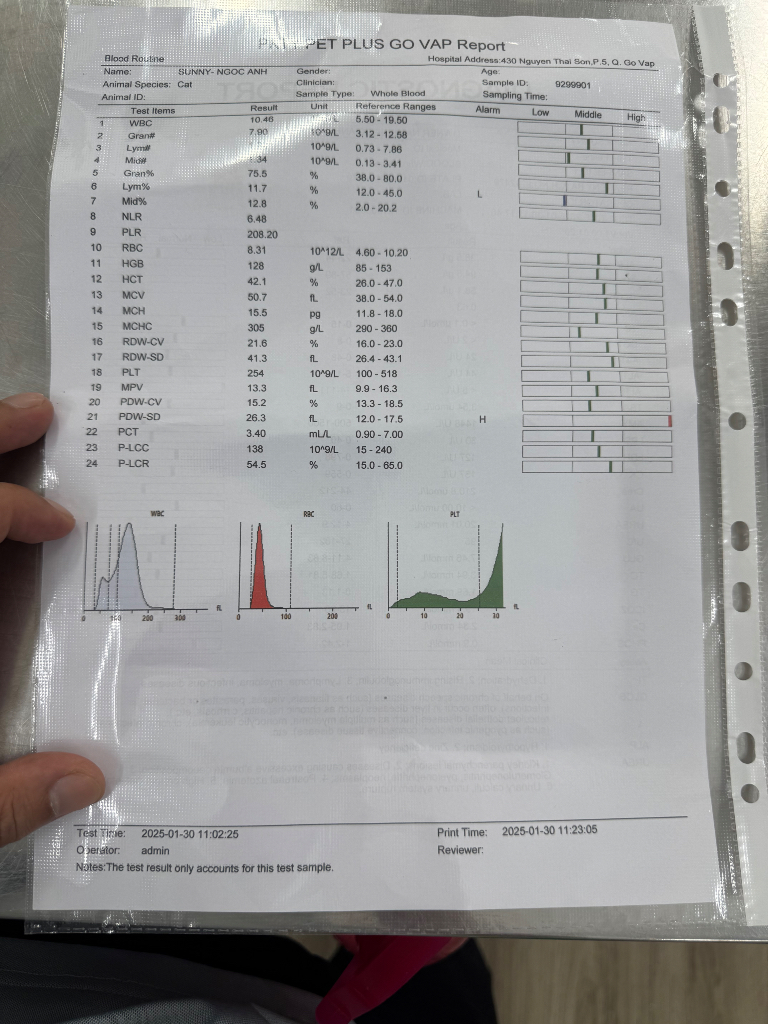 PET PLUS GO VAP Report
Blood Routine Hospital Address:430 Nguyen Thai Son,P.5, Q. Go Vap
Name: SUNNY- NGOC ANH Gender: Age:
Animal Species: Cat Clinician: Sample ID: 9299901
Animal ID: Sample Type: Whole Blood Sampling Time:
Test Items Result Unit Reference Ranges Alarm Low Middle High
1 WBC 10.46 5.50 - 19.50
2 Gran# 7.90 10^9/L 3.12 - 12.58
3 Lym# 10^9/L 0.73 - 7.86
4 Mid# 10^9/L 0.13 - 3.41
5 Gran% 75.5 % 38.0 - 80.0
6 Lym% 11.7 % 12.0 - 45.0 L
7 Mid% 12.8 % 2.0 - 20.2
8 NLR 6.48
9 PLR 208.20
10 RBC 8.31 10^12/L 4.60 - 10.20
11 HGB 128 g/L 85 - 153
12 HCT 42.1 % 26.0 - 47.0
13 MCV 50.7 fL 38.0 - 54.0
14 MCH 15.5 pg 11.8 - 18.0
15 MCHC 305 g/L 290 - 360
16 RDW-CV 21.6 % 16.0 - 23.0
17 RDW-SD 41.3 fL 26.4 - 43.1
18 PLT 254 10^9/L 100 - 518
19 MPV 13.3 fL 9.9 - 16.3
20 PDW-CV 15.2 % 13.3 - 18.5
21 PDW-SD 26.3 fL 12.0 - 17.5 H
22 PCT 3.40 mL/L 0.90 - 7.00
23 P-LCC 138 10^9/L 15 - 240
24 P-LCR 54.5 % 15.0 - 65.0
WBC RBC PLT
0 100 200 300 fL 0 100 200 fL 0 10 20 30 fL
Test Time: 2025-01-30 11:02:25 Print Time: 2025-01-30 11:23:05
Operator: admin Reviewer:
Notes:The test result only accounts for this test sample.